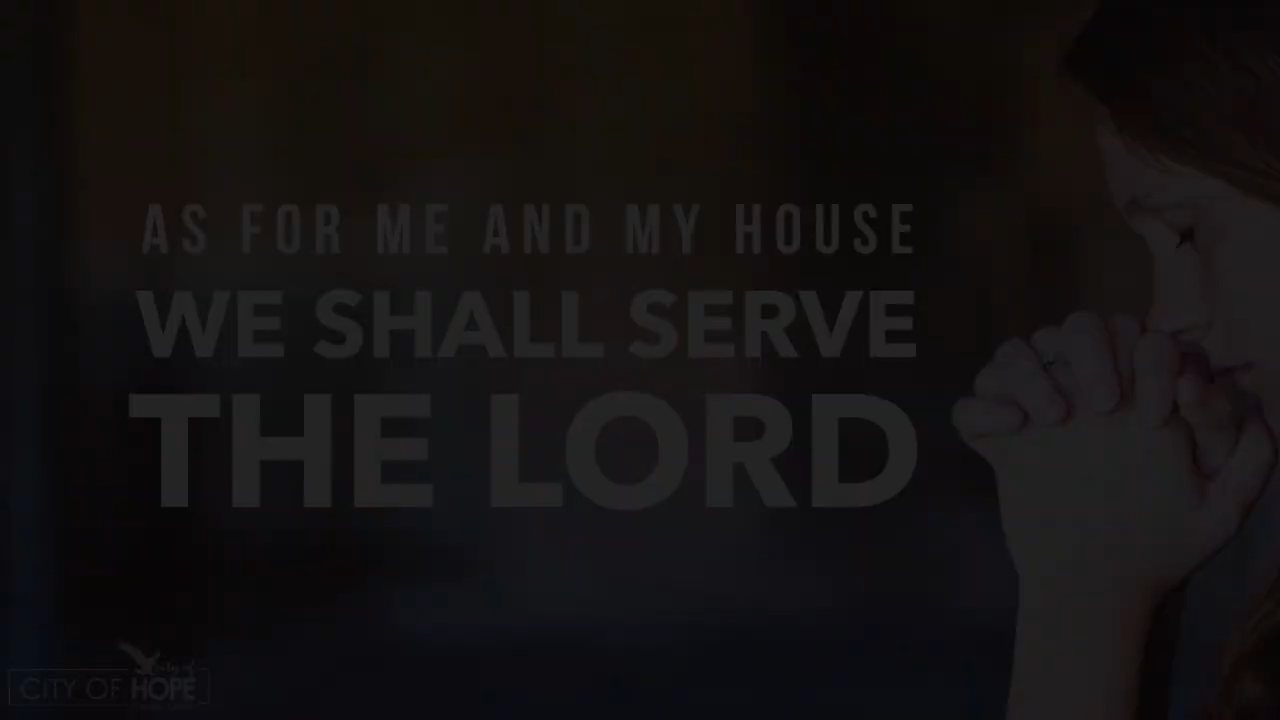 AS FOR ME AND MY HOUSE
WE SHALL SERVE
THE LORD
CITY OF HOPE